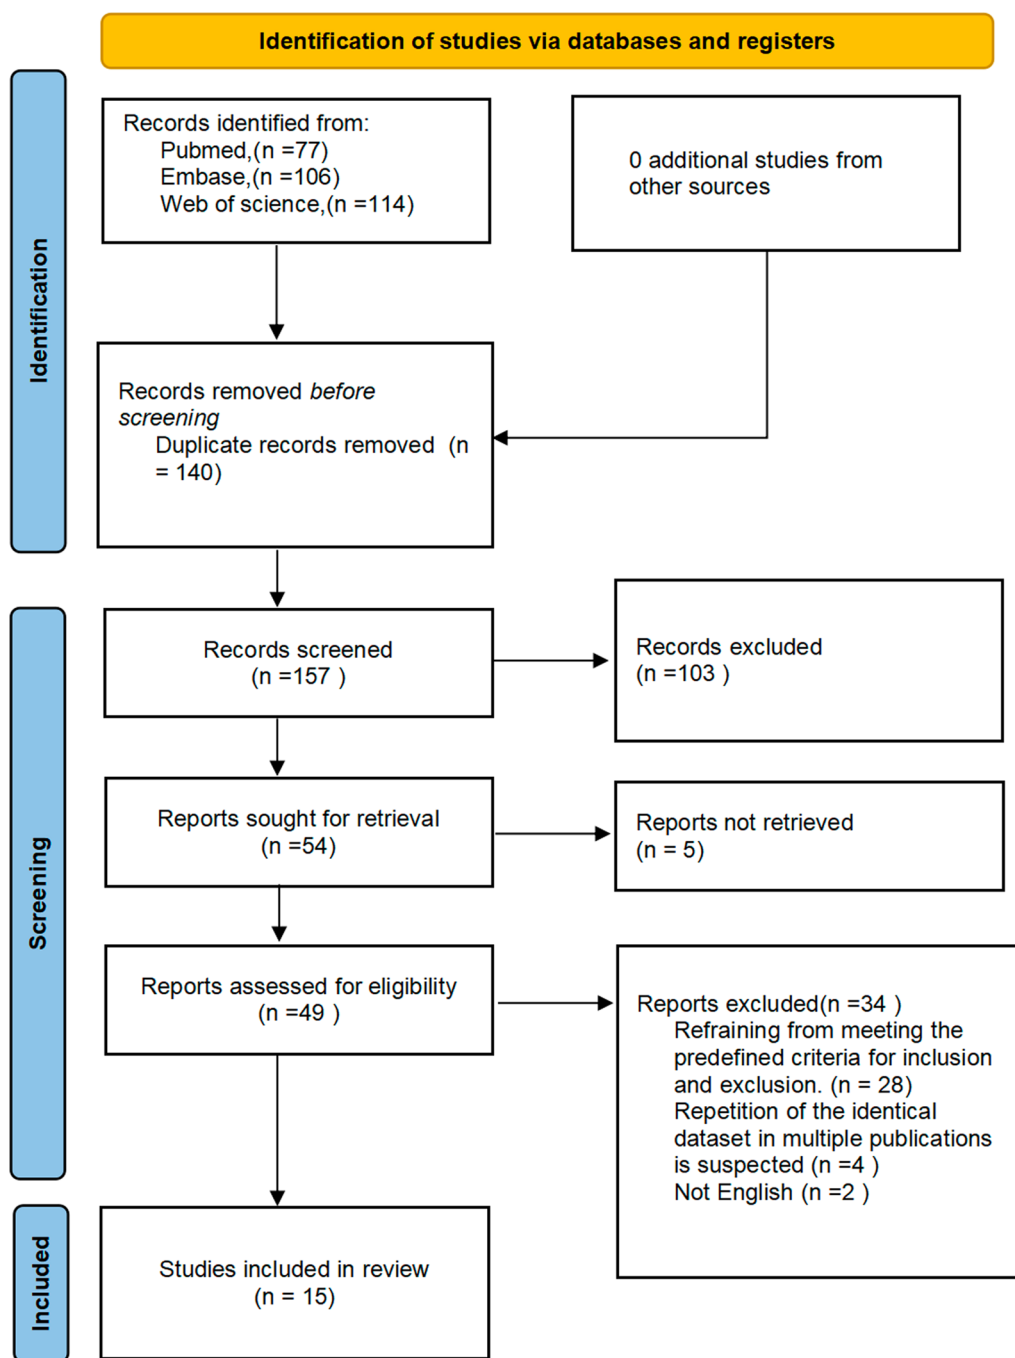 Identification of studies via databases and registers
Identification
Records identified from:
Pubmed,(n =77)
Embase,(n =106)
Web of science,(n =114)
0 additional studies from
other sources
Records removed before
screening
Duplicate records removed  (n
= 140)
Screening
Records screened
(n =157 )
Records excluded
(n =103 )
Reports sought for retrieval
(n =54)
Reports not retrieved
(n = 5)
Reports assessed for eligibility
(n =49 )
Reports excluded(n =34 )
Refraining from meeting the
predefined criteria for inclusion
and exclusion. (n = 28)
Repetition of the identical
dataset in multiple publications
is suspected (n =4 )
Not English (n =2 )
Included
Studies included in review
(n = 15)